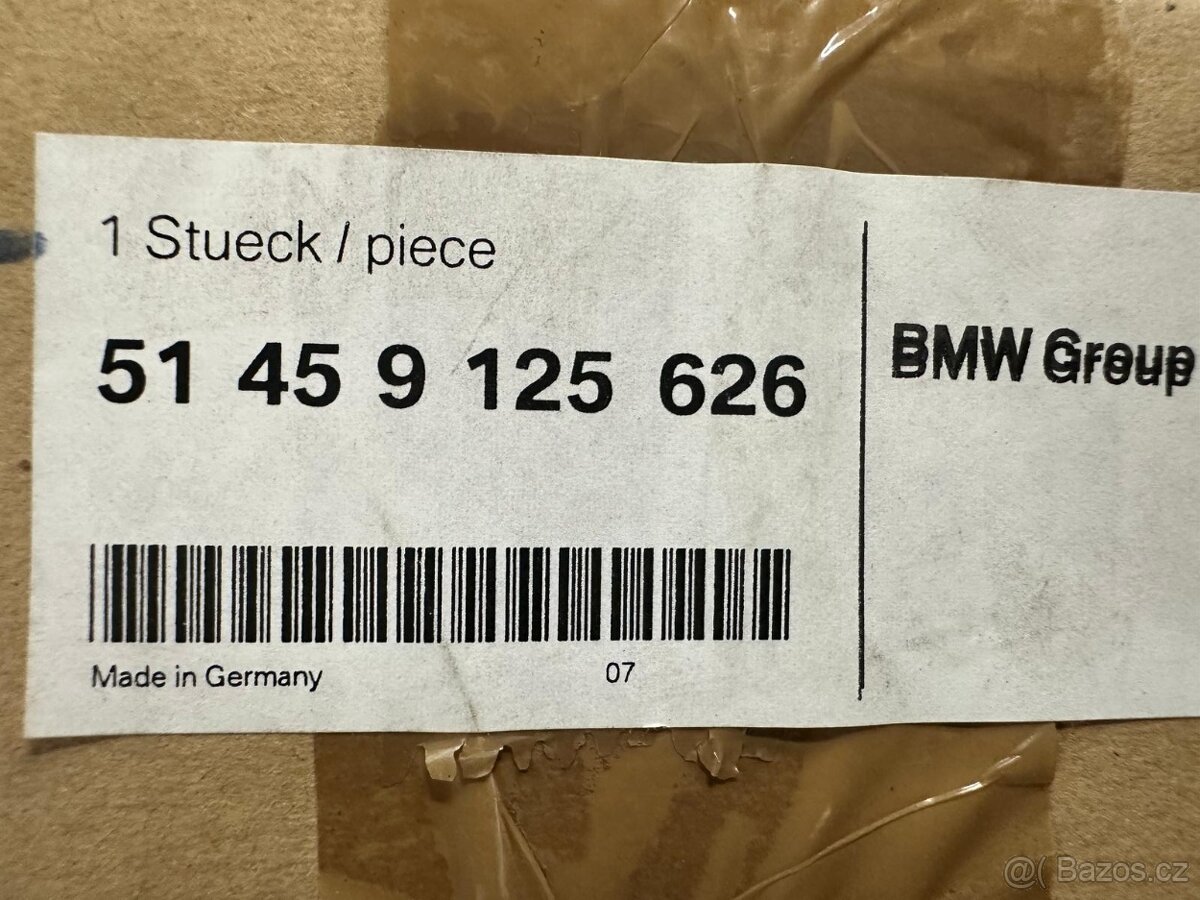 1 Stueck / piece
51 45 9 125 626
BMW Group
Made in Germany
07
@( Bazos.cz